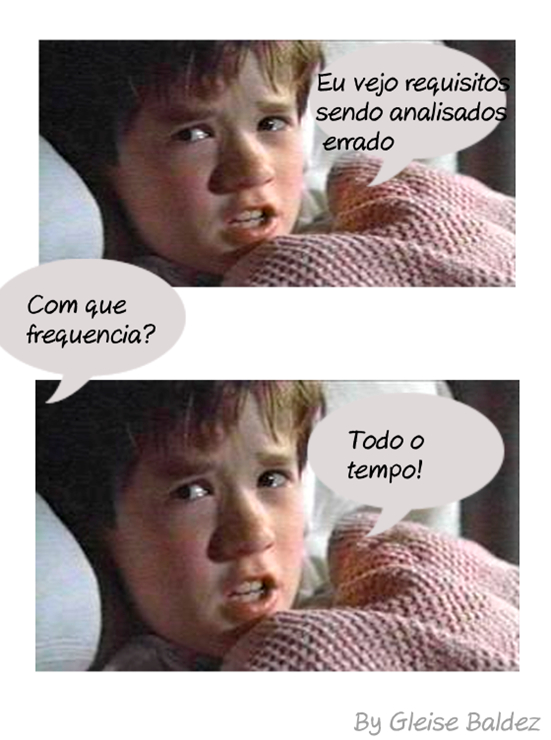 Eu vejo requisitos
sendo analisados
errado
Com que
frequencia?
Todo o
tempo!
By Gleise Baldez